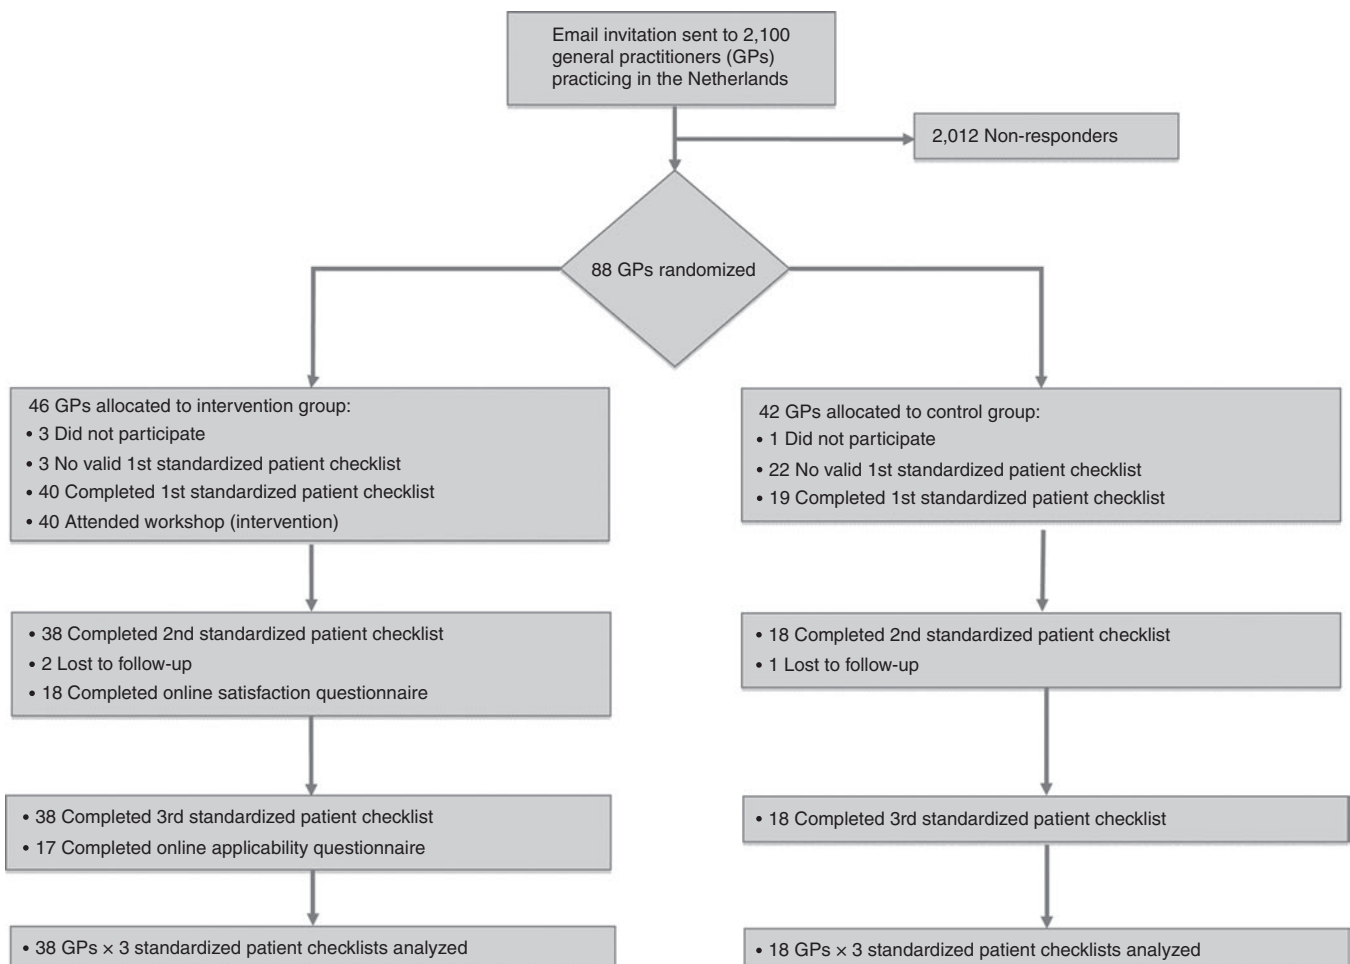 Email invitation sent to 2,100
general practitioners (GPs)
practicing in the Netherlands
2,012 Non-responders
88 GPs randomized
46 GPs allocated to intervention group:
• 3 Did not participate
• 3 No valid 1st standardized patient checklist
• 40 Completed 1st standardized patient checklist
• 40 Attended workshop (intervention)
42 GPs allocated to control group:
• 1 Did not participate
• 22 No valid 1st standardized patient checklist
• 19 Completed 1st standardized patient checklist
• 38 Completed 2nd standardized patient checklist
• 2 Lost to follow-up
• 18 Completed online satisfaction questionnaire
• 18 Completed 2nd standardized patient checklist
• 1 Lost to follow-up
• 38 Completed 3rd standardized patient checklist
• 17 Completed online applicability questionnaire
• 18 Completed 3rd standardized patient checklist
• 38 GPs × 3 standardized patient checklists analyzed
• 18 GPs × 3 standardized patient checklists analyzed